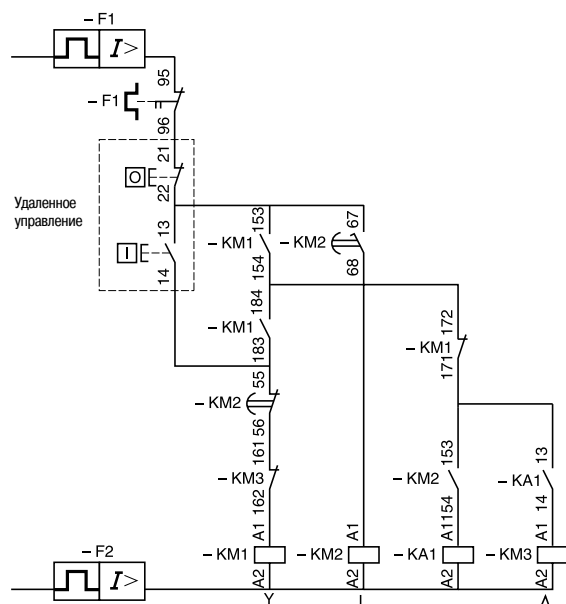 – F1
I>
95
– F1
96
21
O
22
Удаленное
управление
13
I
14
153
– KM1
154
67
– KM2
68
184
– KM1
183
172
– KM1
171
55
– KM2
56
161
– KM3
162
153
– KM2
154
13
– KA1
14
A1
– KM1
A2
A1
– KM2
A2
A1
– KA1
A2
A1
– KM3
A2
– F2
I>
Y
L
Δ